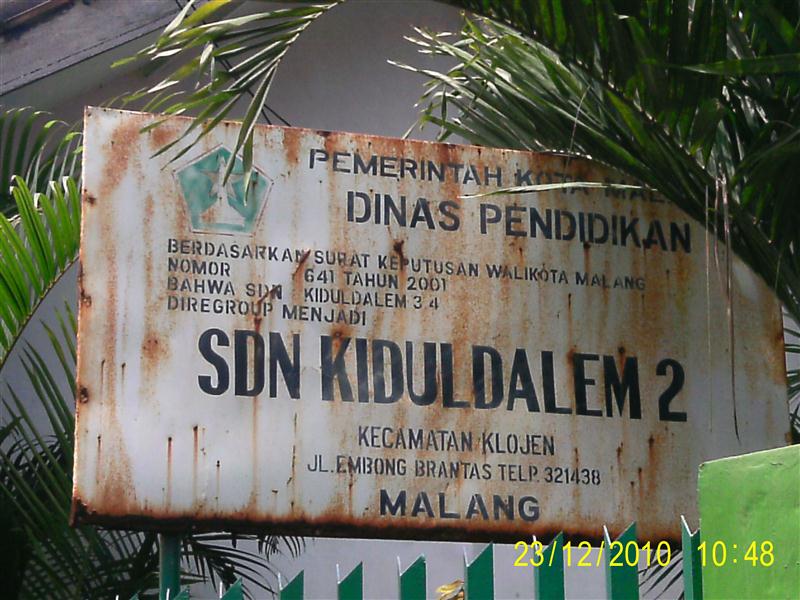 PEMERINTAH KOTA
DINAS PENDIDIKAN
BERDASARKAN SURAT KEPUTUSAN WALIKOTA MALANG
NOMOR 641 TAHUN 2001
BAHWA SDN KIDULDALEM 3 4
DIREGROUP MENJADI
SDN KIDULDALEM 2
KECAMATAN KLOJEN
JL.EMBONG BRANTAS TELP. 321438
MALANG
23/12/2010 10:48